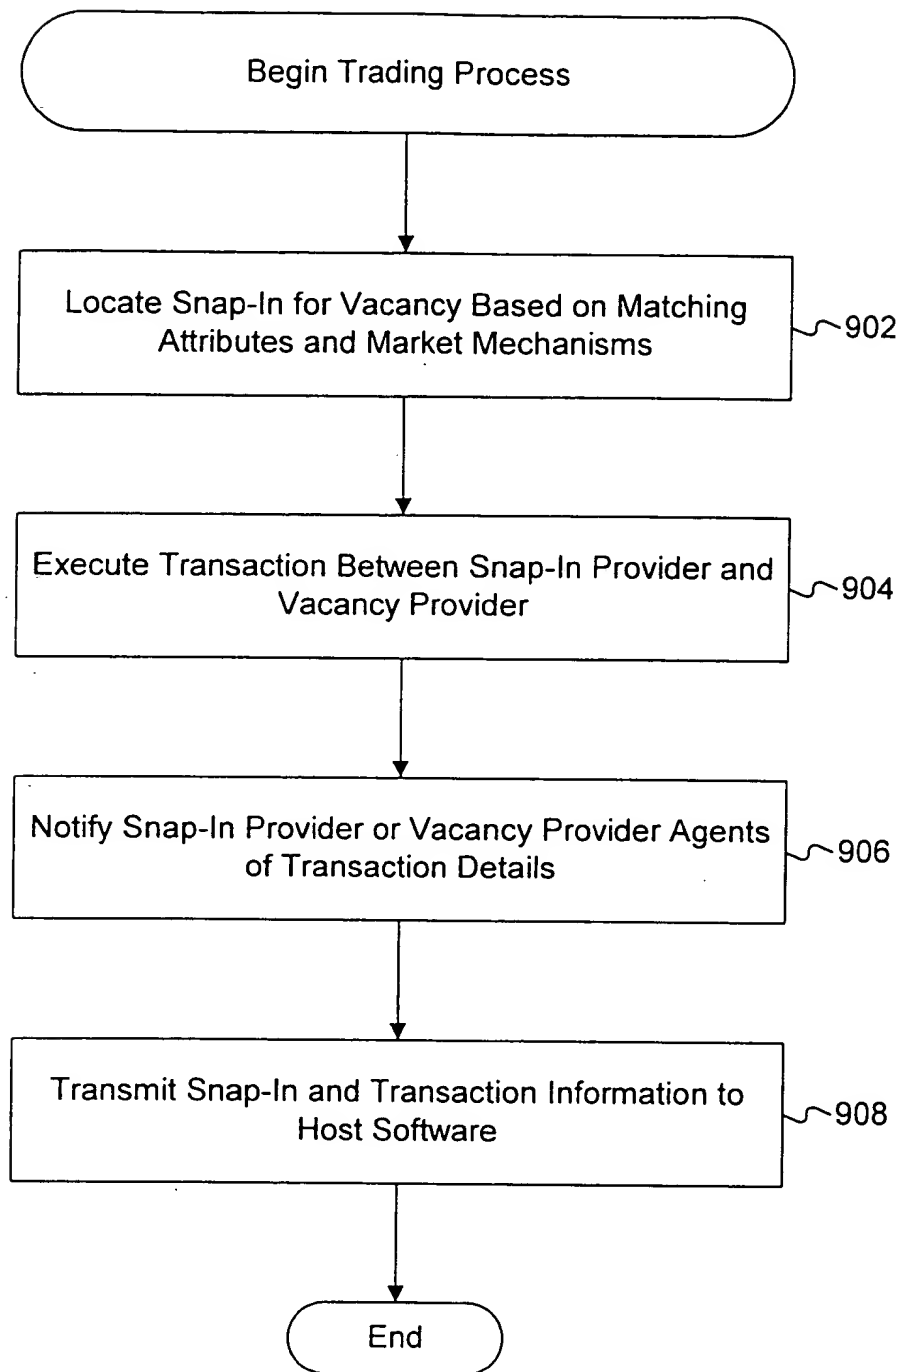 Begin Trading Process
Locate Snap-In for Vacancy Based on Matching
Attributes and Market Mechanisms
902
Execute Transaction Between Snap-In Provider and
Vacancy Provider
904
Notify Snap-In Provider or Vacancy Provider Agents
of Transaction Details
906
Transmit Snap-In and Transaction Information to
Host Software
908
End